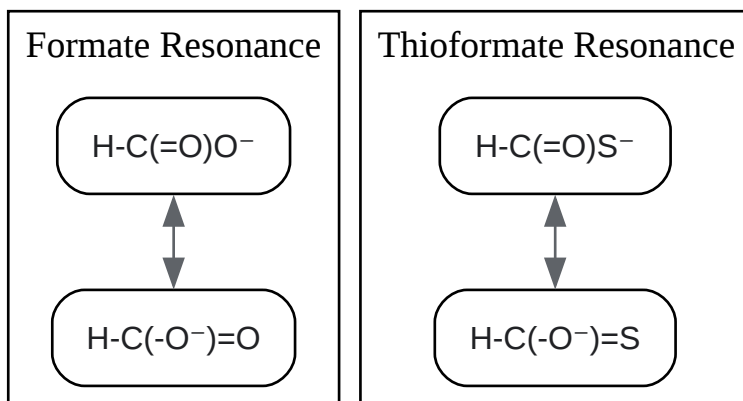 Formate Resonance
H-C(=O)O⁻
H-C(-O⁻)=O
Thioformate Resonance
H-C(=O)S⁻
H-C(-O⁻)=S